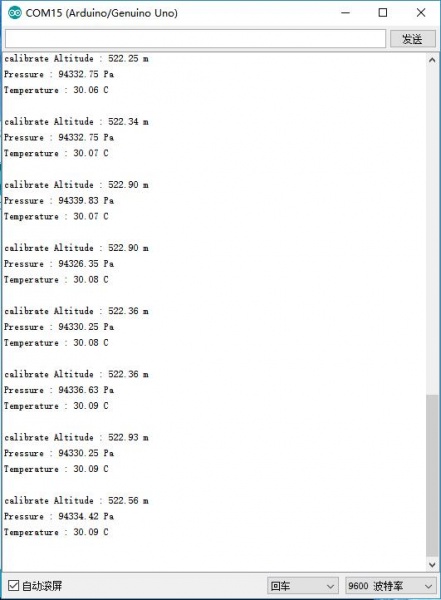 COM15 (Arduino/Genuino Uno)
发送
calibrate Altitude : 522.25 m
Pressure : 94332.75 Pa
Temperature : 30.06 C
calibrate Altitude : 522.34 m
Pressure : 94332.75 Pa
Temperature : 30.07 C
calibrate Altitude : 522.90 m
Pressure : 94339.83 Pa
Temperature : 30.07 C
calibrate Altitude : 522.90 m
Pressure : 94326.35 Pa
Temperature : 30.08 C
calibrate Altitude : 522.36 m
Pressure : 94330.25 Pa
Temperature : 30.08 C
calibrate Altitude : 522.36 m
Pressure : 94336.63 Pa
Temperature : 30.09 C
calibrate Altitude : 522.93 m
Pressure : 94330.25 Pa
Temperature : 30.09 C
calibrate Altitude : 522.56 m
Pressure : 94334.42 Pa
Temperature : 30.09 C
自动滚屏 回车 9600 波特率